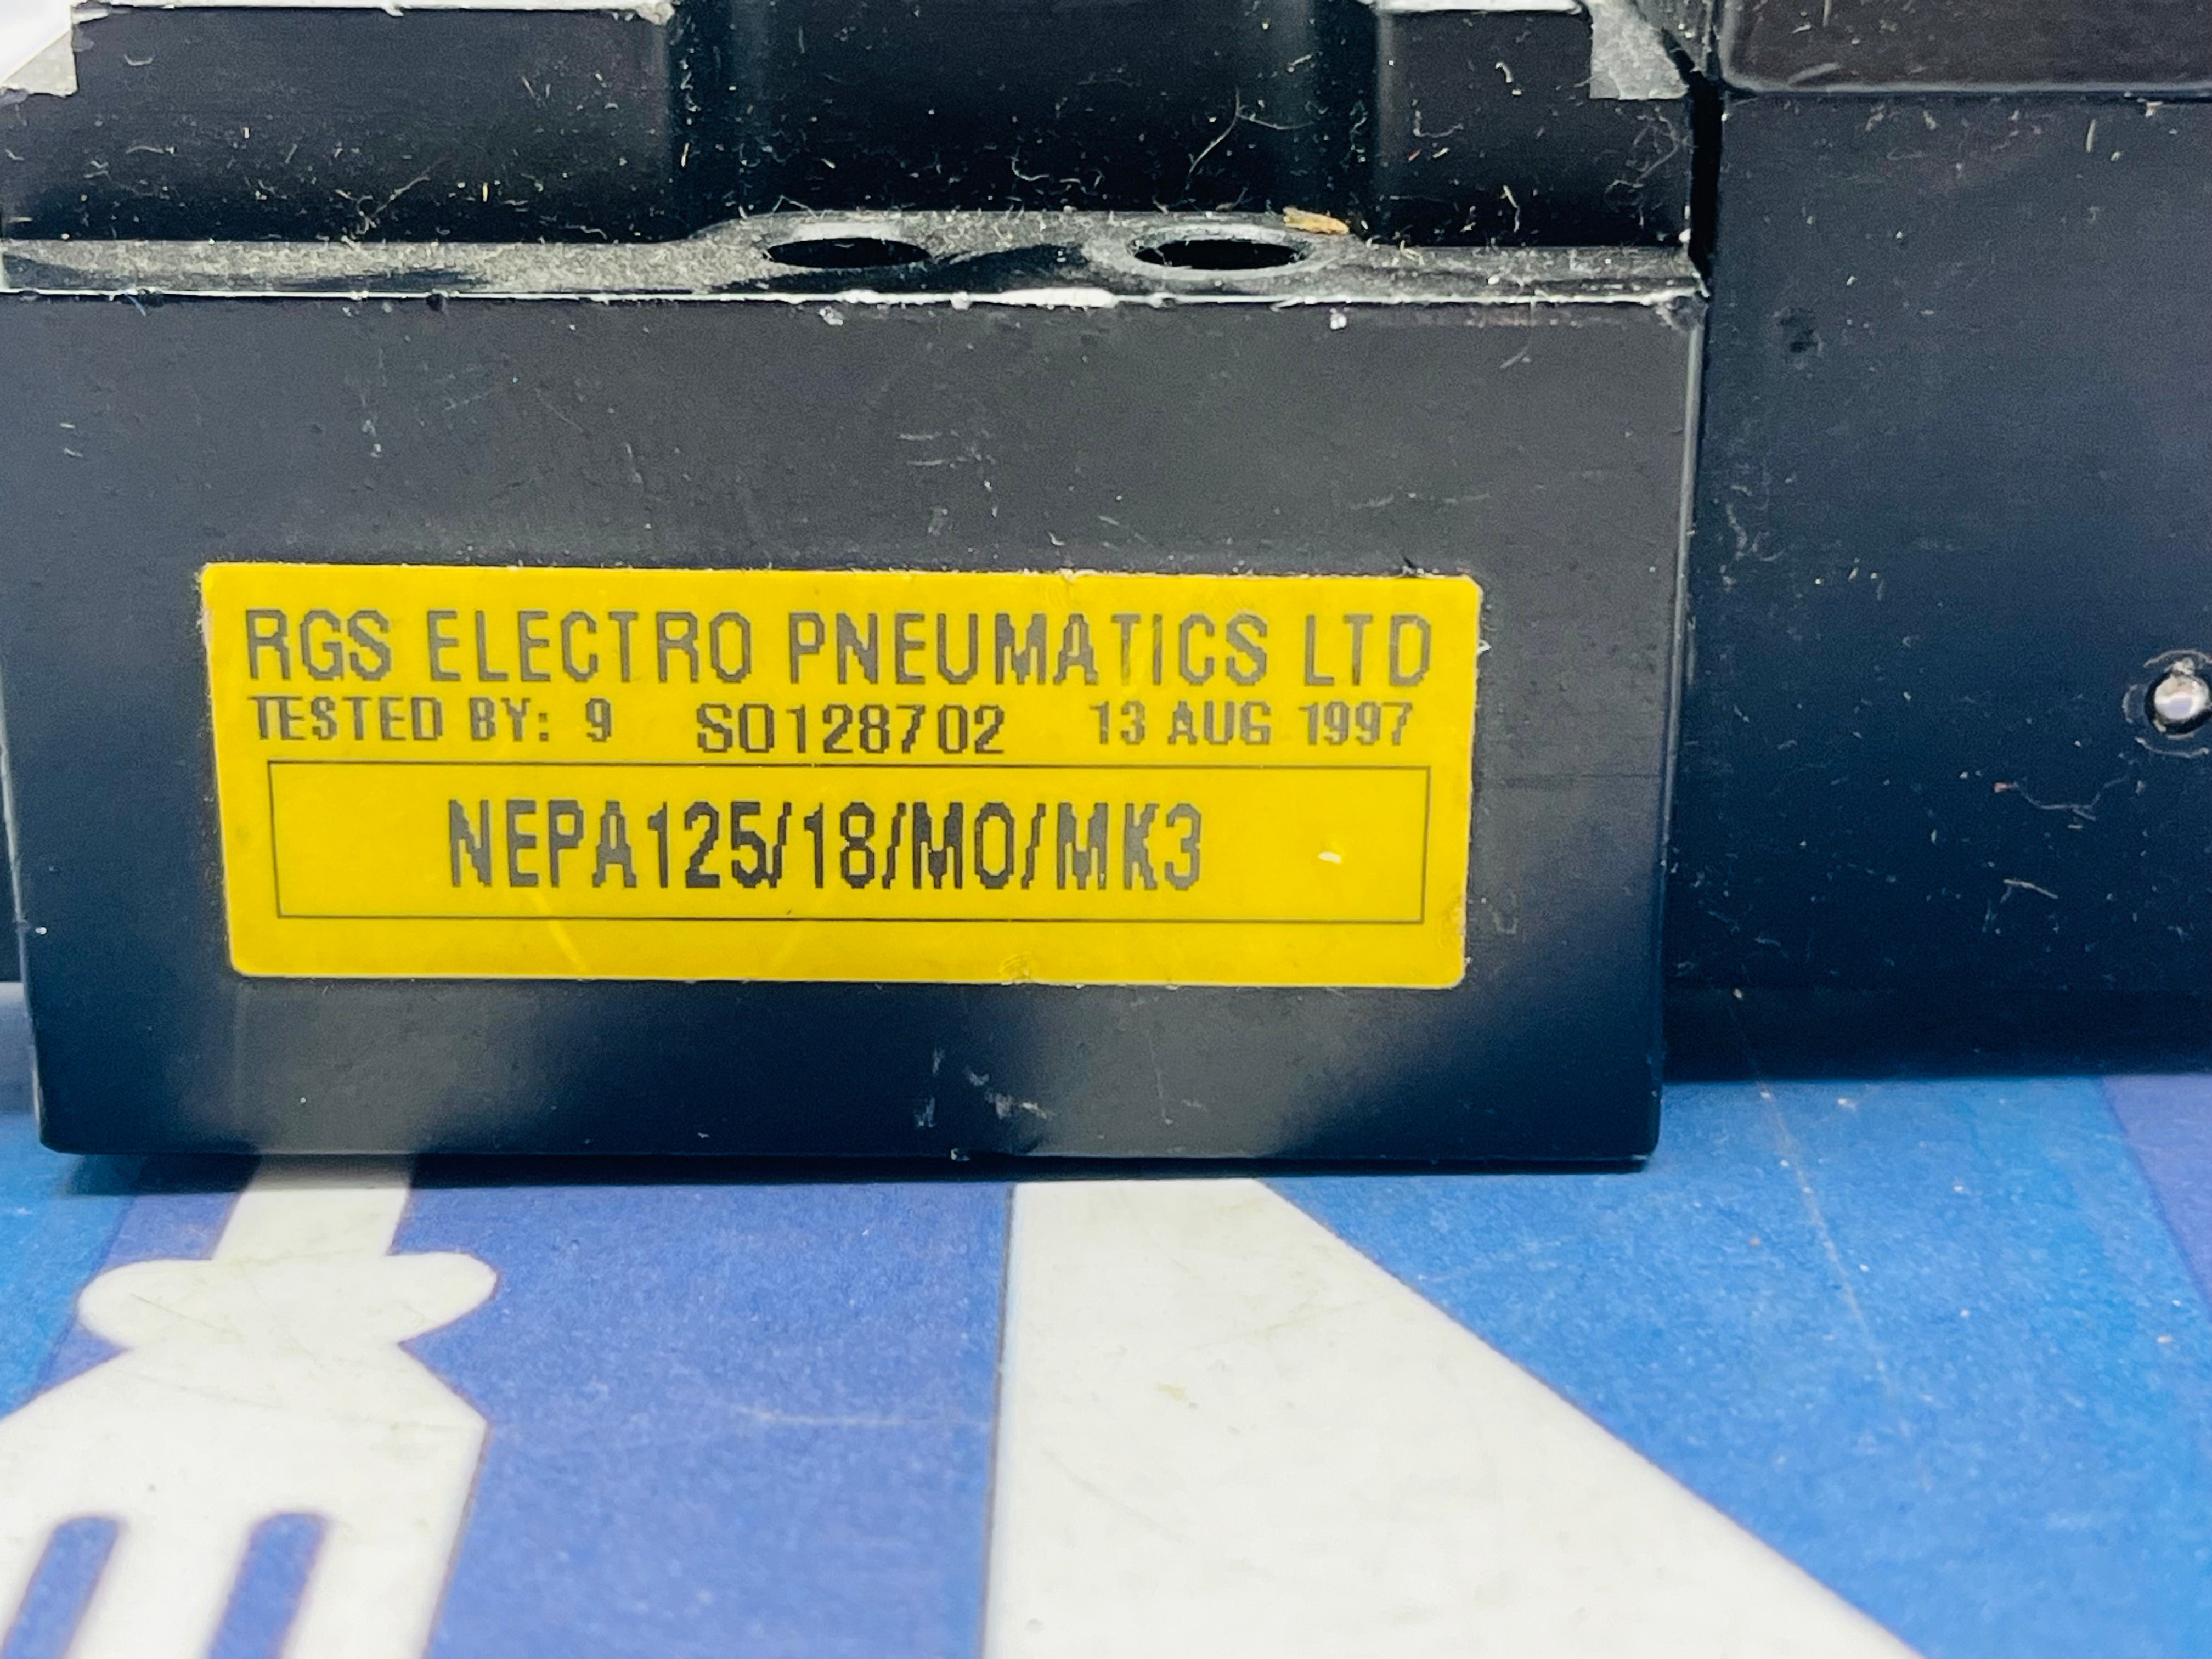 RGS ELECTRO PNEUMATICS LTD
TESTED BY: 9 SO128702 13 AUG 1997
NEPA125/18/MO/MK3